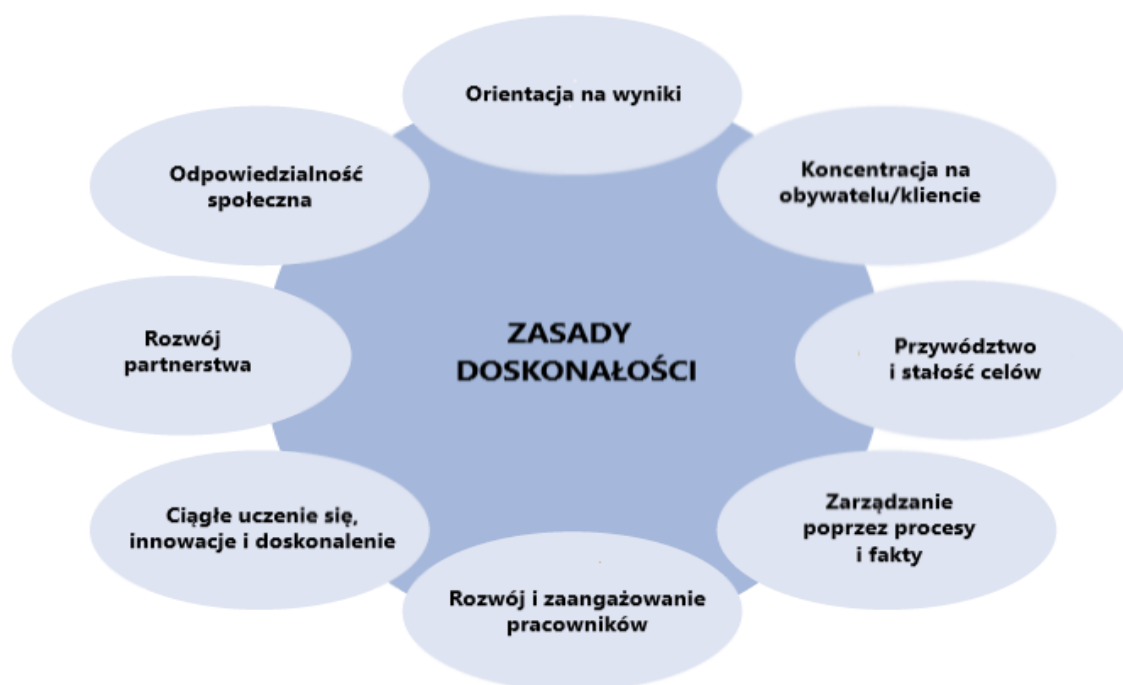 Orientacja na wyniki
Koncentracja na
obywatelu/kliencie
Przywództwo
i stałość celów
Zarządzanie
poprzez procesy
i fakty
Rozwój i zaangażowanie
pracowników
Ciągłe uczenie się,
innowacje i doskonalenie
Rozwój
partnerstwa
Odpowiedzialność
społeczna
ZASADY
DOSKONAŁOŚCI